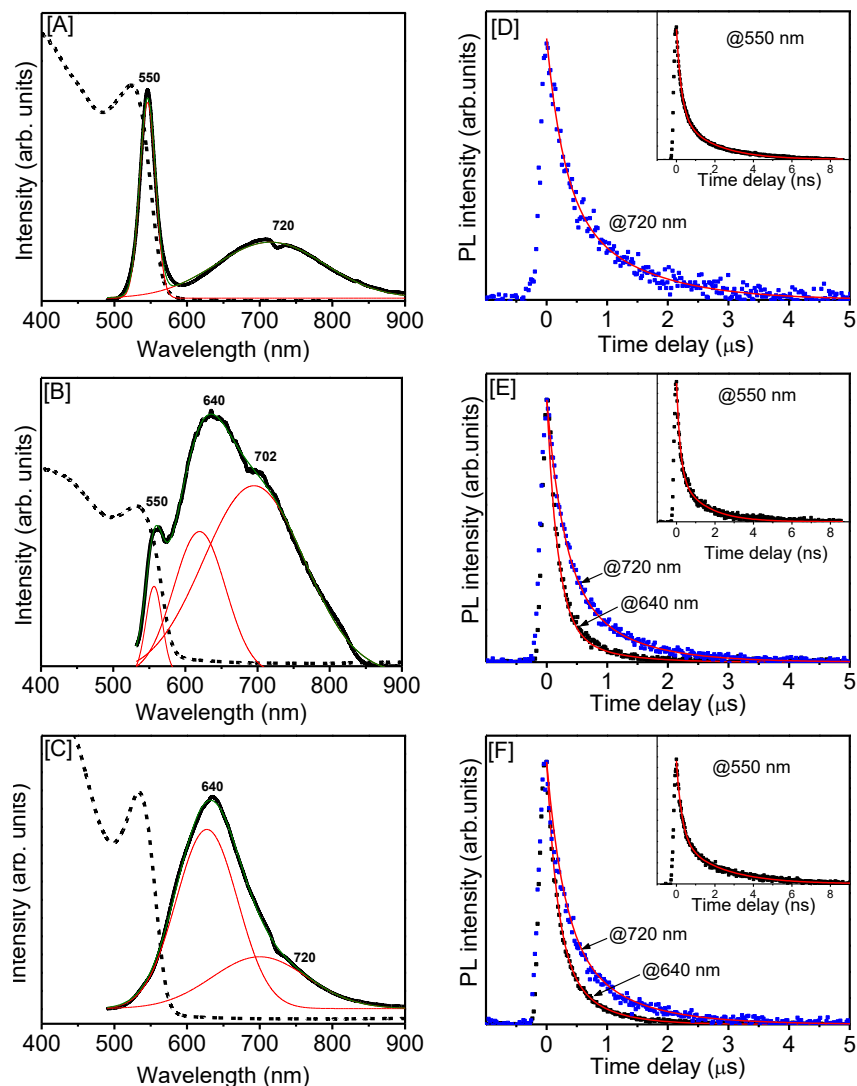 [A]
Intensity (arb. units)
550
720
400 500 600 700 800 900
Wavelength (nm)
[D]
PL intensity (arb.units)
@720 nm
0 1 2 3 4 5
Time delay (μs)
@550 nm
0 2 4 6 8
Time delay (ns)
[B]
Intensity (arb. units)
550
640
702
400 500 600 700 800 900
Wavelength (nm)
[E]
PL intensity (arb.units)
@720 nm
@640 nm
0 1 2 3 4 5
Time delay (μs)
@550 nm
0 2 4 6 8
Time delay (ns)
[C]
Intensity (arb. units)
640
720
400 500 600 700 800 900
Wavelength (nm)
[F]
PL intensity (arb.units)
@720 nm
@640 nm
0 1 2 3 4 5
Time delay (μs)
@550 nm
0 2 4 6 8
Time delay (ns)